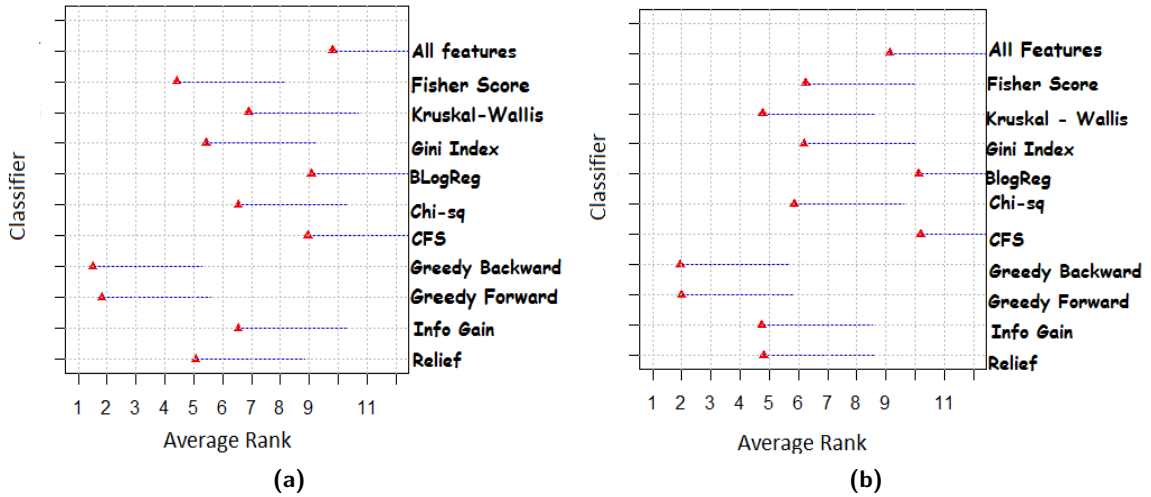 Classifier
All features
Fisher Score
Kruskal-Wallis
Gini Index
BLogReg
Chi-sq
CFS
Greedy Backward
Greedy Forward
Info Gain
Relief
1 2 3 4 5 6 7 8 9 11
Average Rank
(a)
Classifier
All Features
Fisher Score
Kruskal - Wallis
Gini Index
BlogReg
Chi-sq
CFS
Greedy Backward
Greedy Forward
Info Gain
Relief
1 2 3 4 5 6 7 8 9 11
Average Rank
(b)